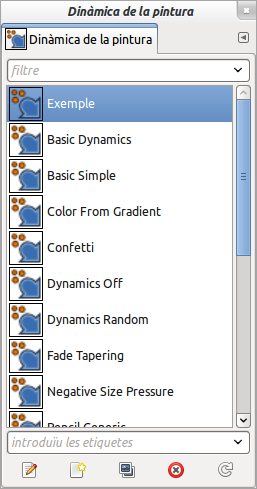 Dinàmica de la pintura
Dinàmica de la pintura
filtre
Exemple
Basic Dynamics
Basic Simple
Color From Gradient
Confetti
Dynamics Off
Dynamics Random
Fade Tapering
Negative Size Pressure
Pencil Generic
introduïu les etiquetes